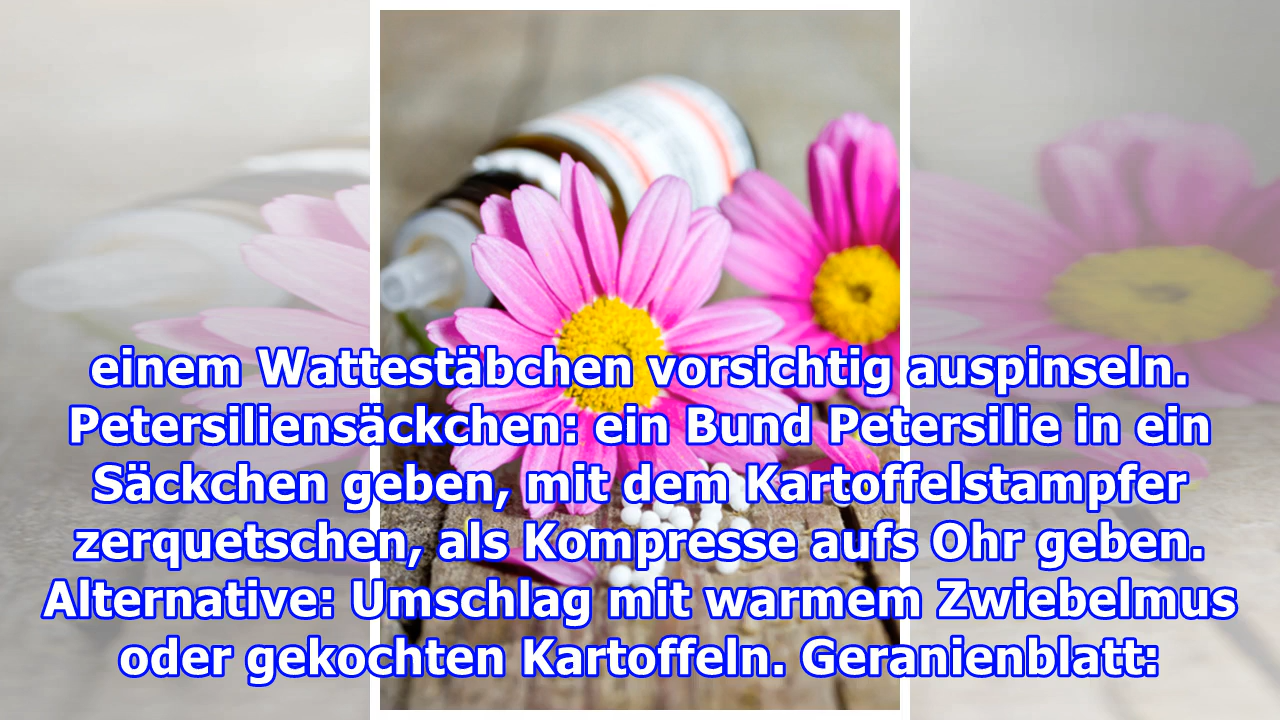 einem Wattestäbchen vorsichtig auspinseln.
Petersiliensäckchen: ein Bund Petersilie in ein
Säckchen geben, mit dem Kartoffelstampfer
zerquetschen, als Kompresse aufs Ohr geben.
Alternative: Umschlag mit warmem Zwiebelmus
oder gekochten Kartoffeln. Geranienblatt: